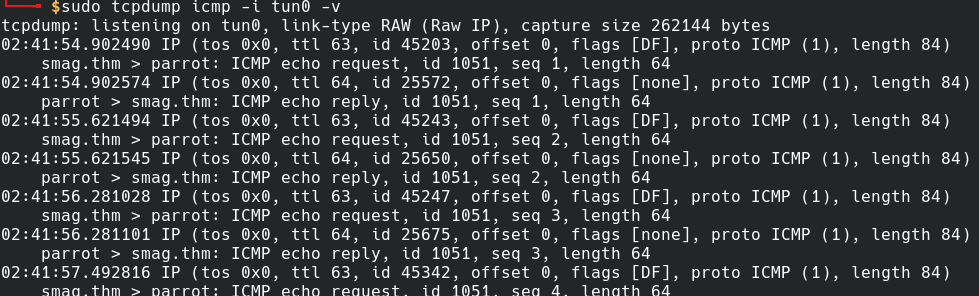 $sudo tcpdump icmp -i tun0 -v
tcpdump: listening on tun0, link-type RAW (Raw IP), capture size 262144 bytes
02:41:54.902490 IP (tos 0x0, ttl 63, id 45203, offset 0, flags [DF], proto ICMP (1), length 84)
    smag.thm > parrot: ICMP echo request, id 1051, seq 1, length 64
02:41:54.902574 IP (tos 0x0, ttl 64, id 25572, offset 0, flags [none], proto ICMP (1), length 84)
    parrot > smag.thm: ICMP echo reply, id 1051, seq 1, length 64
02:41:55.621494 IP (tos 0x0, ttl 63, id 45243, offset 0, flags [DF], proto ICMP (1), length 84)
    smag.thm > parrot: ICMP echo request, id 1051, seq 2, length 64
02:41:55.621545 IP (tos 0x0, ttl 64, id 25650, offset 0, flags [none], proto ICMP (1), length 84)
    parrot > smag.thm: ICMP echo reply, id 1051, seq 2, length 64
02:41:56.281028 IP (tos 0x0, ttl 63, id 45247, offset 0, flags [DF], proto ICMP (1), length 84)
    smag.thm > parrot: ICMP echo request, id 1051, seq 3, length 64
02:41:56.281101 IP (tos 0x0, ttl 64, id 25675, offset 0, flags [none], proto ICMP (1), length 84)
    parrot > smag.thm: ICMP echo reply, id 1051, seq 3, length 64
02:41:57.492816 IP (tos 0x0, ttl 63, id 45342, offset 0, flags [DF], proto ICMP (1), length 84)
    smag.thm > parrot: ICMP echo request, id 1051, seq 4, length 64